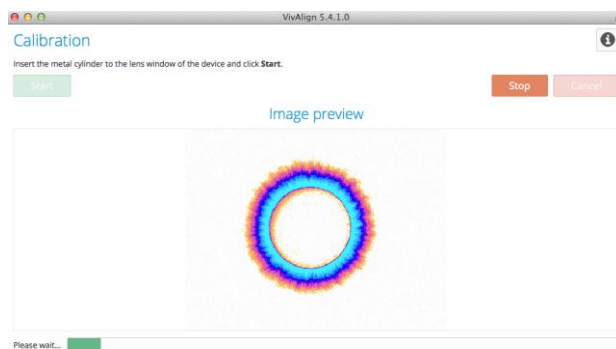 VivAlign 5.4.1.0
Calibration
Insert the metal cylinder to the lens window of the device and click Start.
Start
Stop
Cancel
Image preview
Please wait...